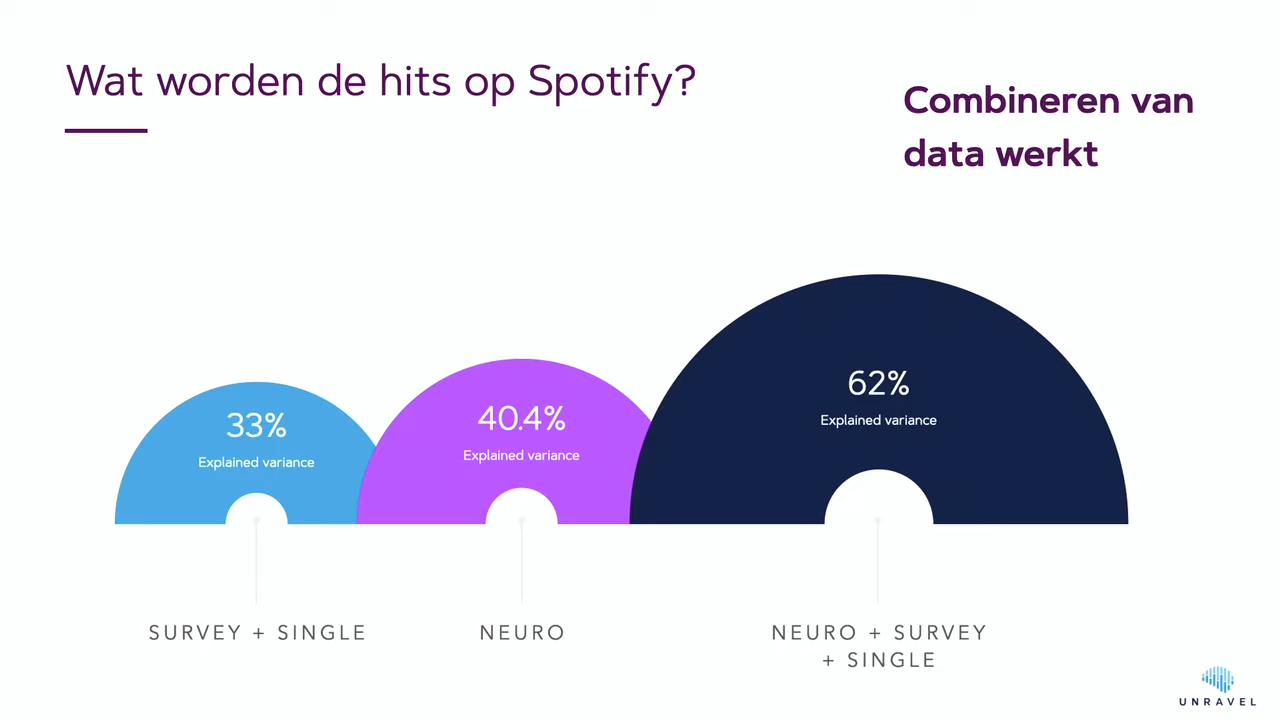 Wat worden de hits op Spotify?
Combineren van
data werkt
33%
Explained variance
40.4%
Explained variance
62%
Explained variance
SURVEY + SINGLE
NEURO
NEURO + SURVEY
+ SINGLE
UNRAVEL